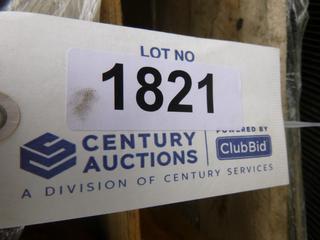 LOT NO
1821
CENTURY
AUCTIONS
POWERED BY
ClubBid
A DIVISION OF CENTURY SERVICES